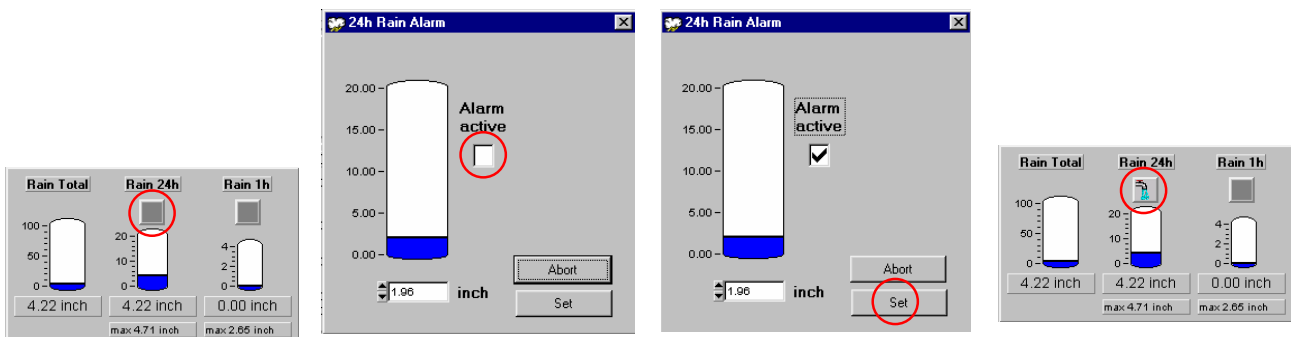 Rain Total Rain 24h Rain 1h
100
50
0
20
10
0
4
2
0
4.22 inch 4.22 inch 0.00 inch
max 4.71 inch max 2.65 inch
24h Rain Alarm
20.00
15.00
10.00
5.00
0.00
Alarm
active
1.96 inch
Abort
Set
24h Rain Alarm
20.00
15.00
10.00
5.00
0.00
Alarm
active
1.96 inch
Abort
Set
Rain Total Rain 24h Rain 1h
100
50
0
20
10
0
4
2
0
4.22 inch 4.22 inch 0.00 inch
max 4.71 inch max 2.65 inch